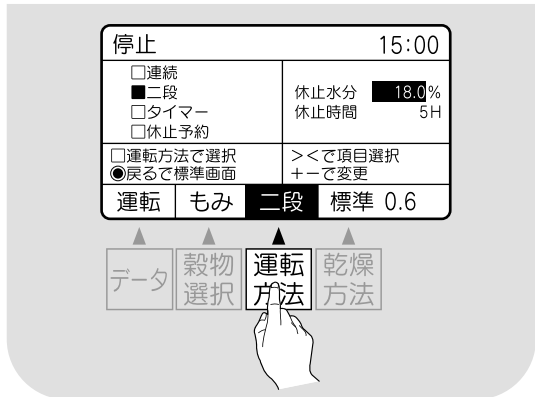 停止 15:00
□連続
■二段
□タイマー
□休止予約
休止水分 18.0%
休止時間 5H
□運転方法で選択
◉戻るで標準画面
＞＜で項目選択
＋−で変更
運転 もみ 二段 標準 0.6
データ
穀物選択
運転方法
乾燥方法